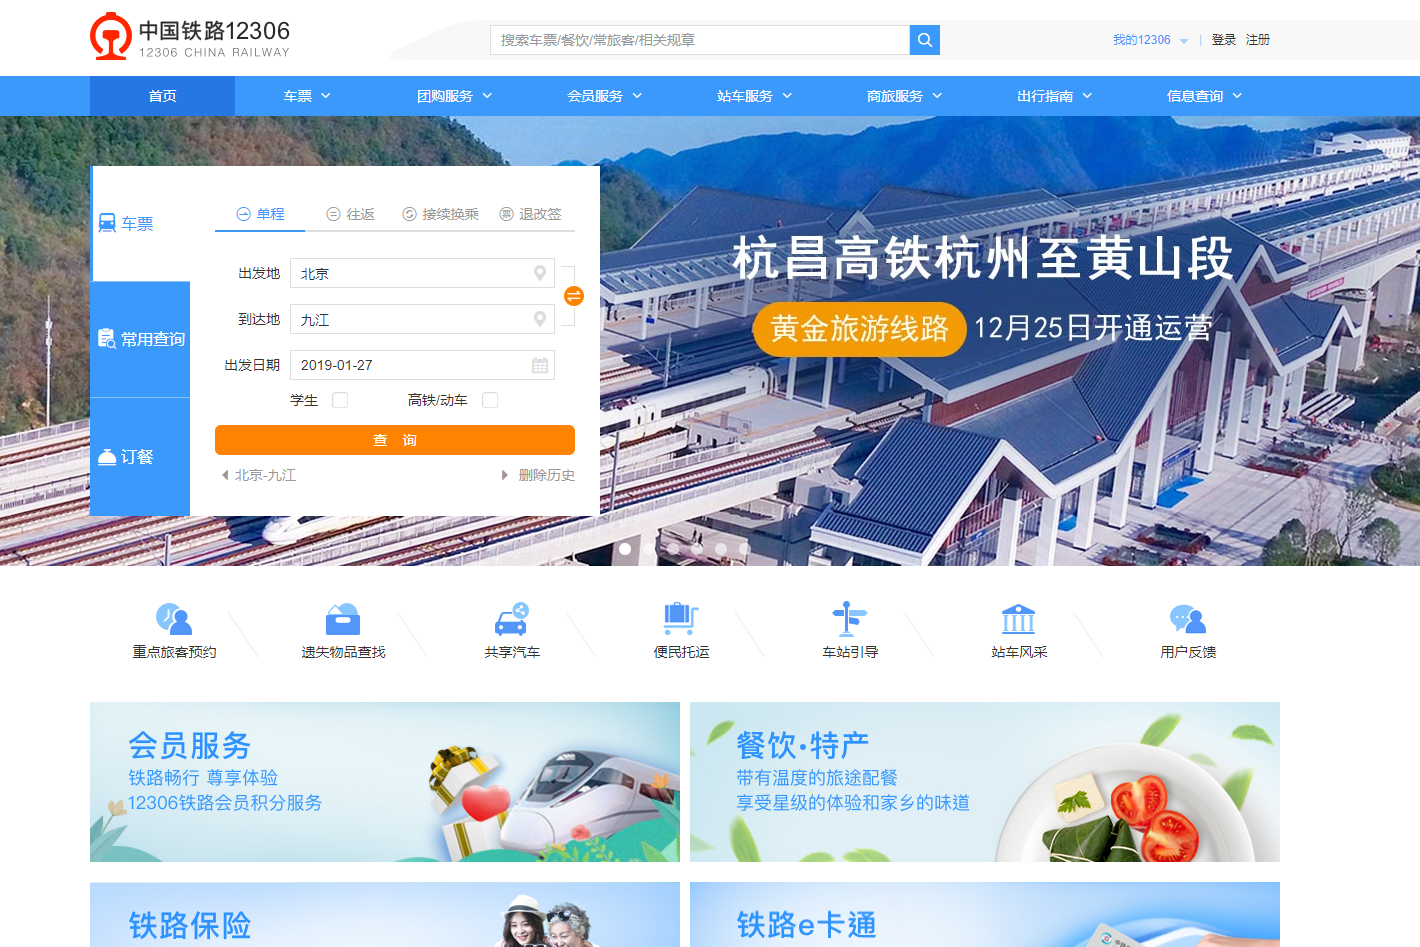 中国铁路12306
12306 CHINA RAILWAY
搜索车票/餐饮/常旅客/相关规章
我的12306 | 登录 注册
首页 车票 团购服务 会员服务 站车服务 商旅服务 出行指南 信息查询
车票
常用查询
订餐
单程 往返 接续换乘 退改签
出发地 北京
到达地 九江
出发日期 2019-01-27
学生 高铁/动车
查 询
北京-九江 删除历史
杭昌高铁杭州至黄山段
黄金旅游线路 12月25日开通运营
重点旅客预约 遗失物品查找 共享汽车 便民托运 车站引导 站车风采 用户反馈
会员服务
铁路畅行 尊享体验
12306铁路会员积分服务
餐饮·特产
带有温度的旅途配餐
享受星级的体验和家乡的味道
铁路保险
铁路e卡通